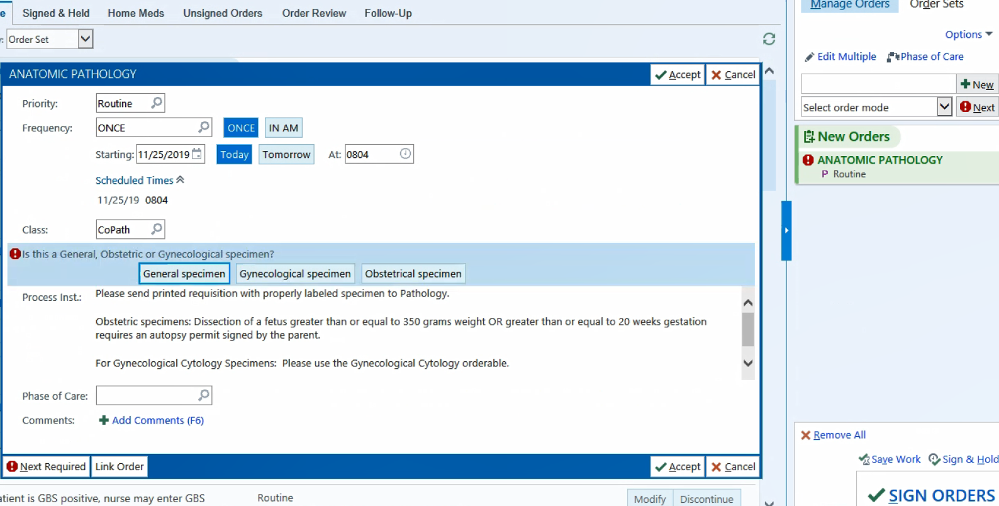 e Signed & Held Home Meds Unsigned Orders Order Review Follow-Up
Order Set
ANATOMIC PATHOLOGY Accept Cancel
Priority: Routine
Frequency: ONCE ONCE IN AM
Starting: 11/25/2019 Today Tomorrow At: 0804
Scheduled Times
11/25/19 0804
Class: CoPath
Is this a General, Obstetric or Gynecological specimen?
General specimen Gynecological specimen Obstetrical specimen
Process Inst.: Please send printed requisition with properly labeled specimen to Pathology.
Obstetric specimens: Dissection of a fetus greater than or equal to 350 grams weight OR greater than or equal to 20 weeks gestation
requires an autopsy permit signed by the parent.
For Gynecological Cytology Specimens: Please use the Gynecological Cytology orderable.
Phase of Care:
Comments: Add Comments (F6)
Next Required Link Order Accept Cancel
atient is GBS positive, nurse may enter GBS Routine Modify Discontinue
Manage Orders Order Sets
Options
Edit Multiple Phase of Care
New
Select order mode Next
New Orders
ANATOMIC PATHOLOGY
P Routine
Remove All
Save Work Sign & Hold
SIGN ORDERS